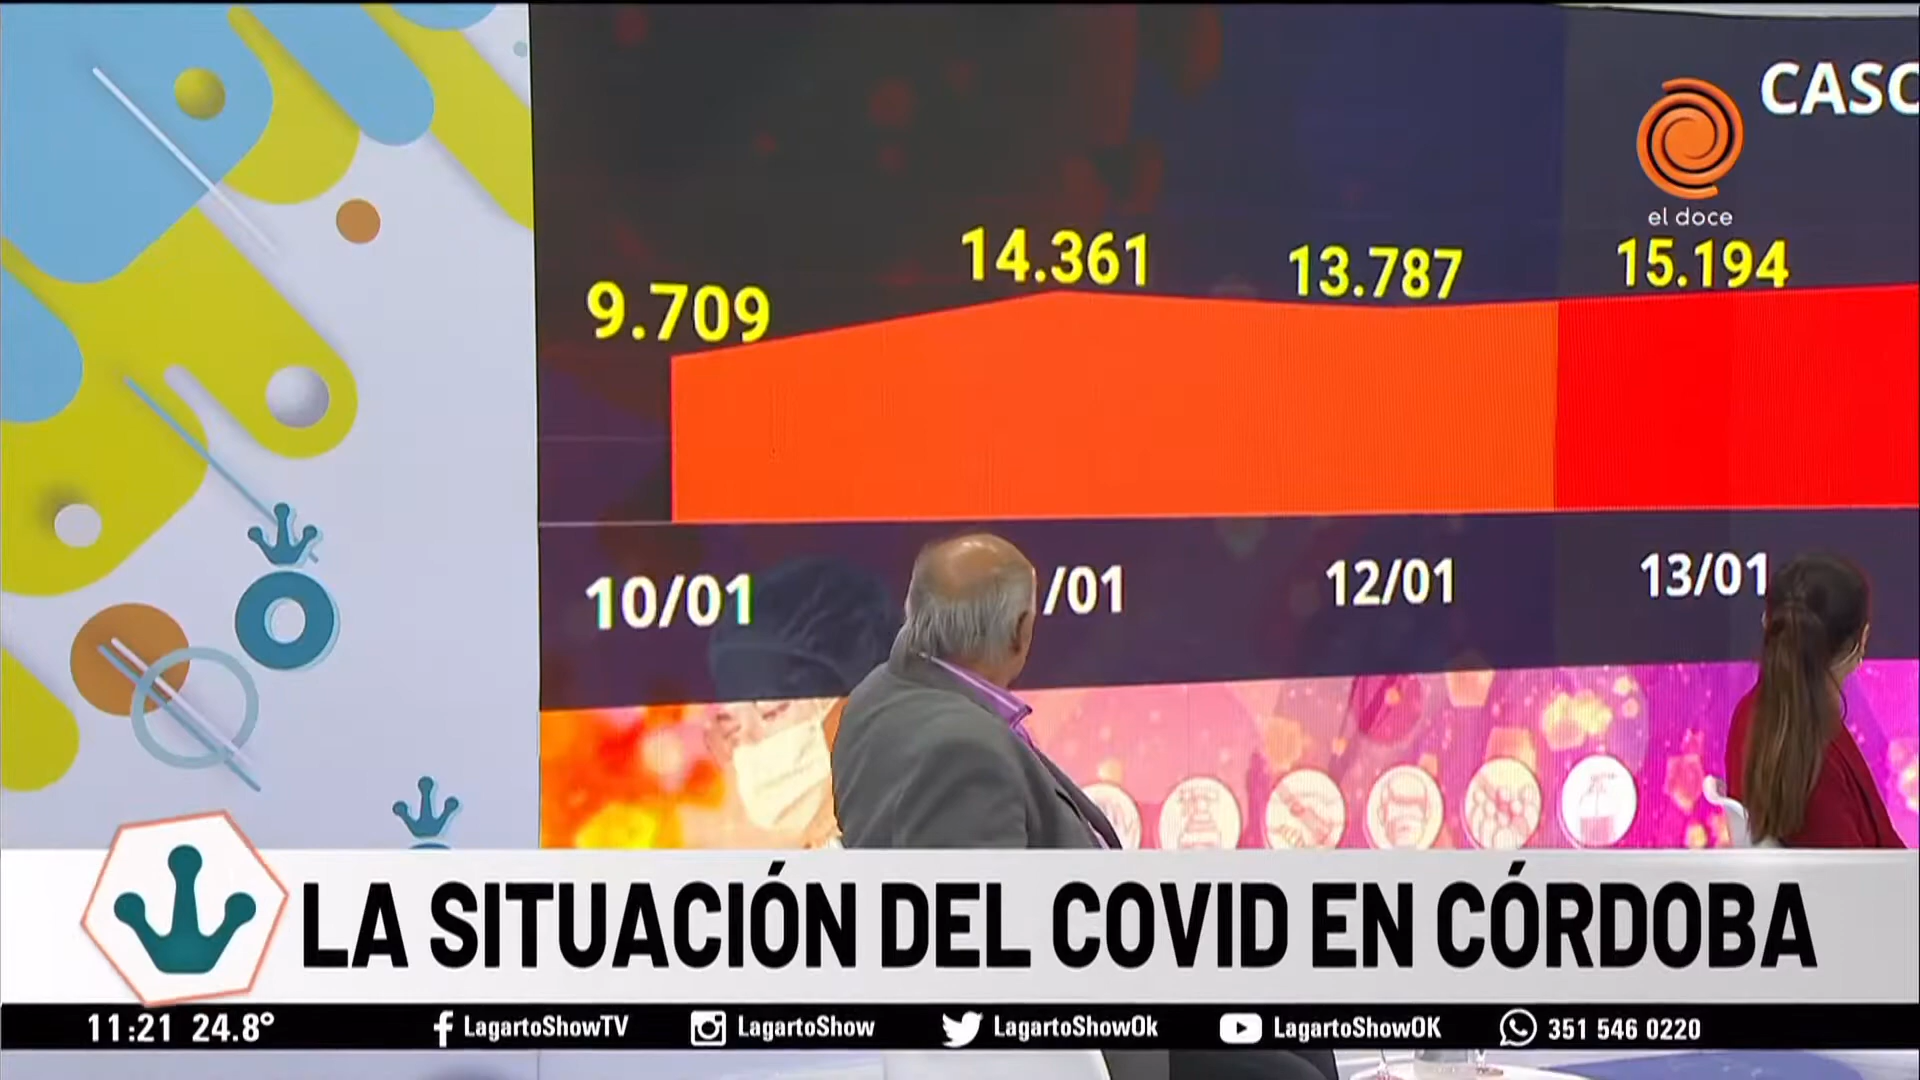 CASO
el doce
9.709
14.361
13.787
15.194
10/01
/01
12/01
13/01
LA SITUACIÓN DEL COVID EN CÓRDOBA
11:21 24.8° LagartoShowTV LagartoShow LagartoShowOk LagartoShowOK 351 546 0220